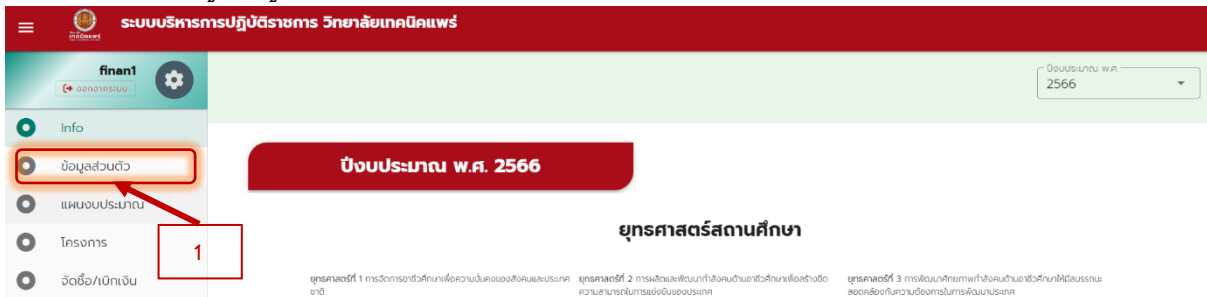 ระบบบริหารการปฏิบัติราชการ วิทยาลัยเทคนิคแพร่
finan1
ออกจากระบบ
ปีงบประมาณ พ.ศ.
2566
Info
ข้อมูลส่วนตัว
แผนงบประมาณ
โครงการ
จัดซื้อ/เบิกเงิน
1
ปีงบประมาณ พ.ศ. 2566
ยุทธศาสตร์สถานศึกษา
ยุทธศาสตร์ที่ 1 การจัดการอาชีวศึกษาเพื่อความมั่นคงของสังคมและประเทศ
ชาติ
ยุทธศาสตร์ที่ 2 การผลิตและพัฒนากำลังคนด้านอาชีวศึกษาเพื่อสร้างขีด
ความสามารถในการแข่งขันของประเทศ
ยุทธศาสตร์ที่ 3 การพัฒนาศักยภาพกำลังคนด้านอาชีวศึกษาให้มีสมรรถนะ
สอดคล้องกับความต้องการในการพัฒนาประเทศ